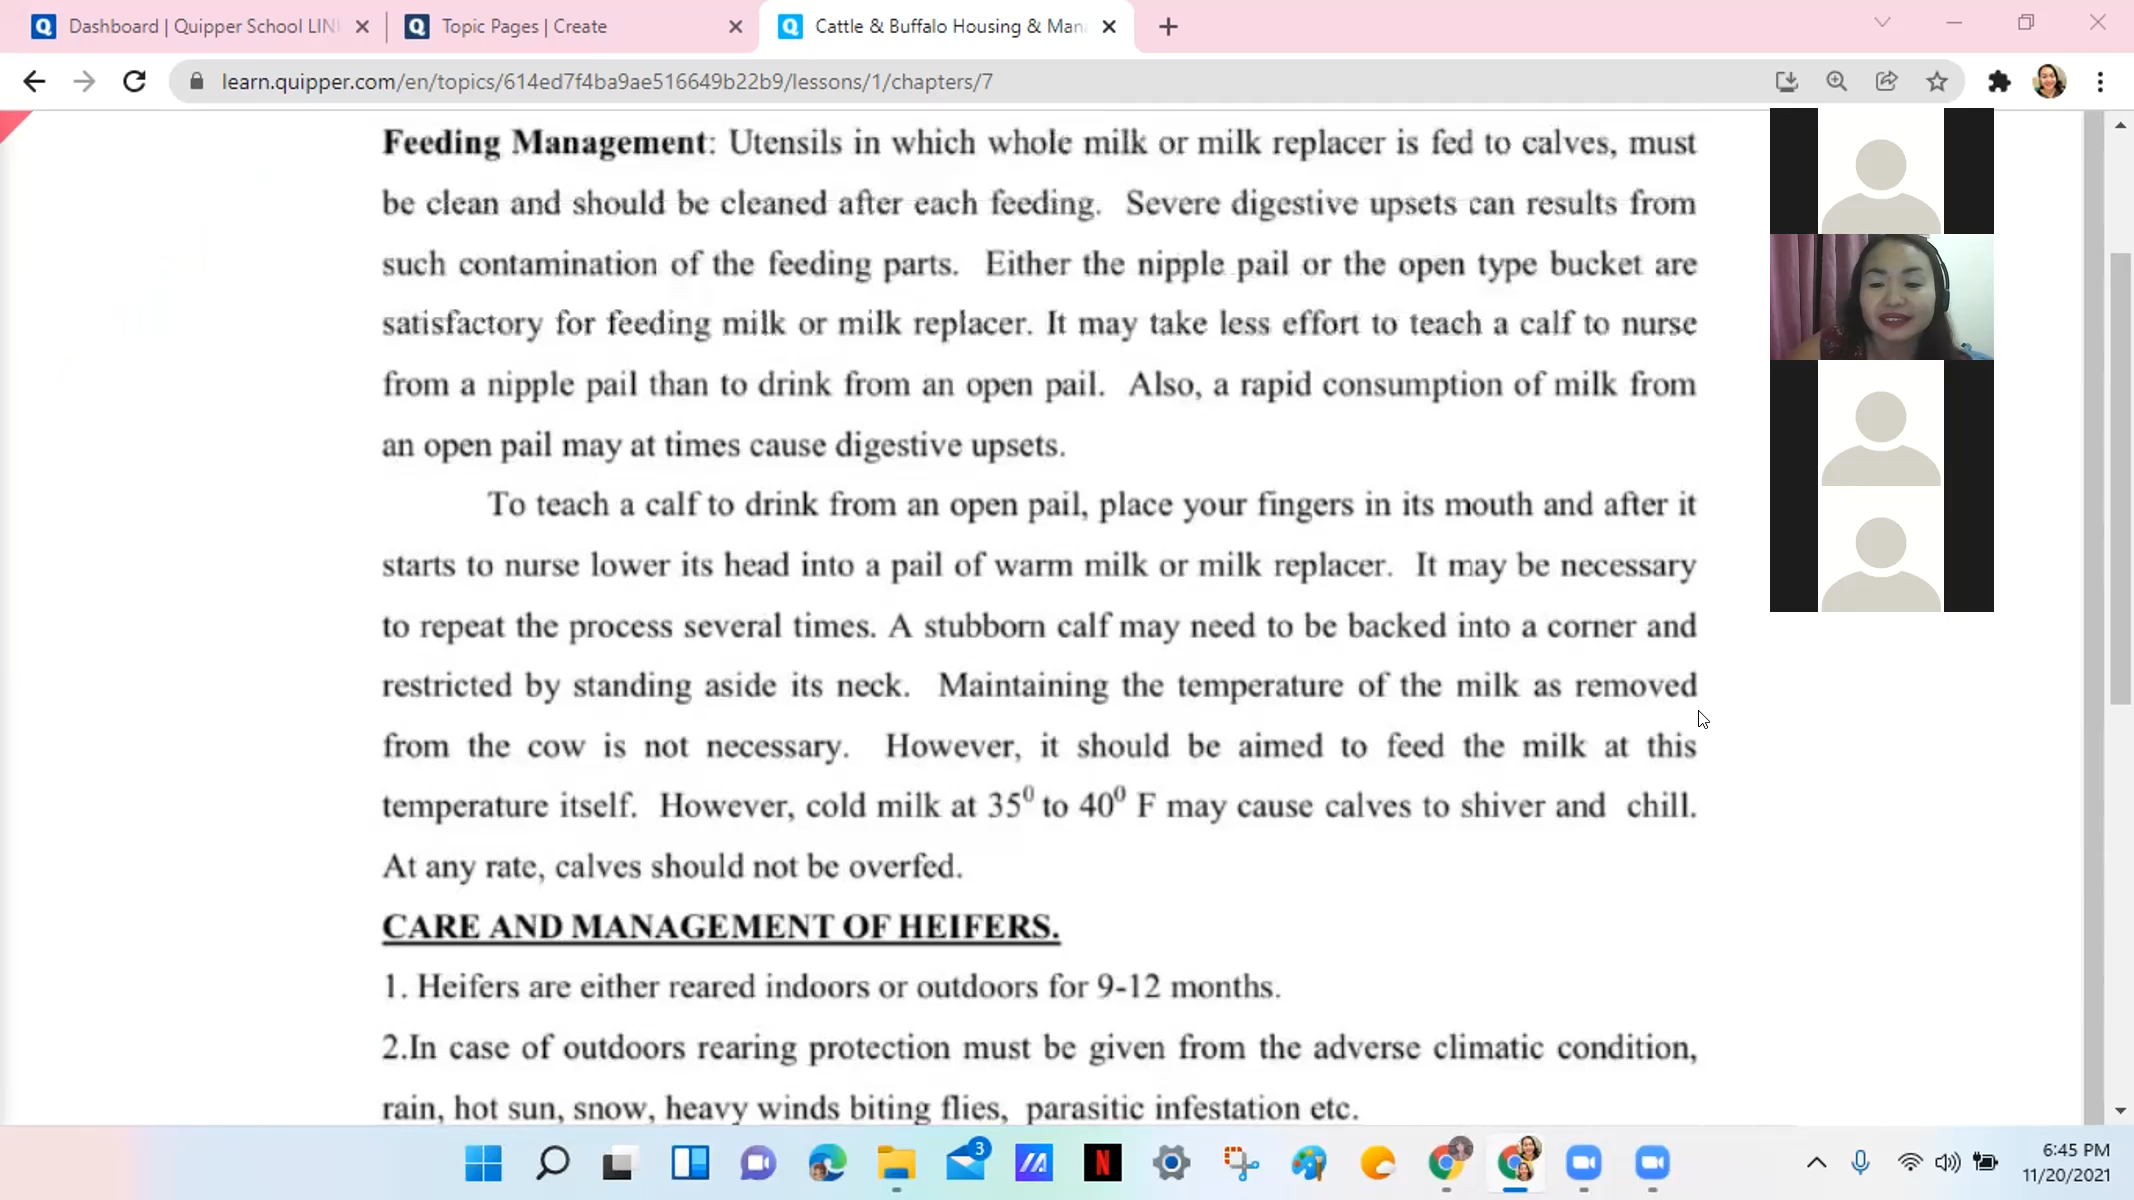 Dashboard | Quipper School LIN
Topic Pages | Create
Cattle & Buffalo Housing & Man
learn.quipper.com/en/topics/614ed7f4ba9ae516649b22b9/lessons/1/chapters/7
Feeding Management: Utensils in which whole milk or milk replacer is fed to calves, must
be clean and should be cleaned after each feeding. Severe digestive upsets can results from
such contamination of the feeding parts. Either the nipple pail or the open type bucket are
satisfactory for feeding milk or milk replacer. It may take less effort to teach a calf to nurse
from a nipple pail than to drink from an open pail. Also, a rapid consumption of milk from
an open pail may at times cause digestive upsets.
To teach a calf to drink from an open pail, place your fingers in its mouth and after it
starts to nurse lower its head into a pail of warm milk or milk replacer. It may be necessary
to repeat the process several times. A stubborn calf may need to be backed into a corner and
restricted by standing aside its neck. Maintaining the temperature of the milk as removed
from the cow is not necessary. However, it should be aimed to feed the milk at this
temperature itself. However, cold milk at 35⁰ to 40⁰ F may cause calves to shiver and chill.
At any rate, calves should not be overfed.
CARE AND MANAGEMENT OF HEIFERS.
1. Heifers are either reared indoors or outdoors for 9-12 months.
2.In case of outdoors rearing protection must be given from the adverse climatic condition,
rain, hot sun, snow, heavy winds biting flies, parasitic infestation etc.
3
N
6:45 PM
11/20/2021